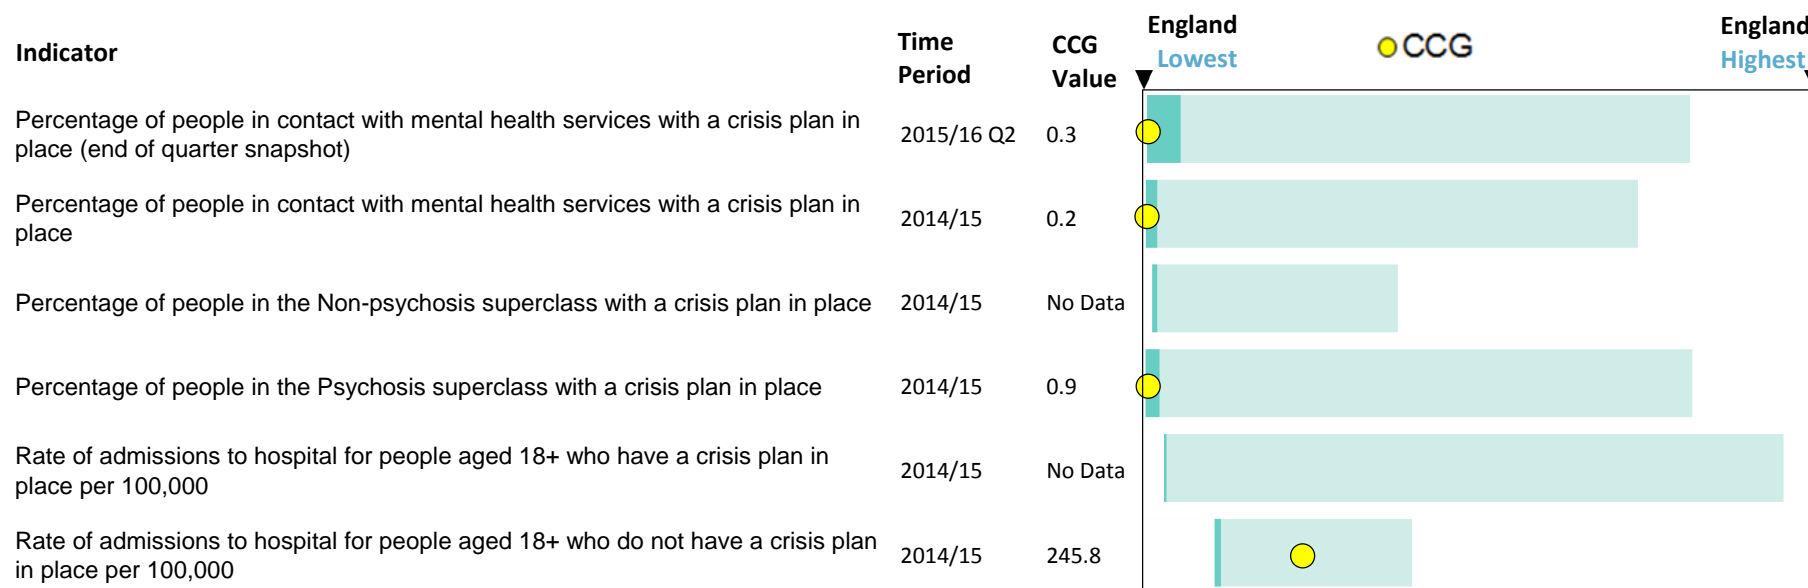 Indicator
Time
Period
CCG
Value
England
Lowest
CCG
England
Highest
Percentage of people in contact with mental health services with a crisis plan in
place (end of quarter snapshot)
2015/16 Q2
0.3
Percentage of people in contact with mental health services with a crisis plan in
place
2014/15
0.2
Percentage of people in the Non-psychosis superclass with a crisis plan in place
2014/15
No Data
Percentage of people in the Psychosis superclass with a crisis plan in place
2014/15
0.9
Rate of admissions to hospital for people aged 18+ who have a crisis plan in
place per 100,000
2014/15
No Data
Rate of admissions to hospital for people aged 18+ who do not have a crisis plan
in place per 100,000
2014/15
245.8